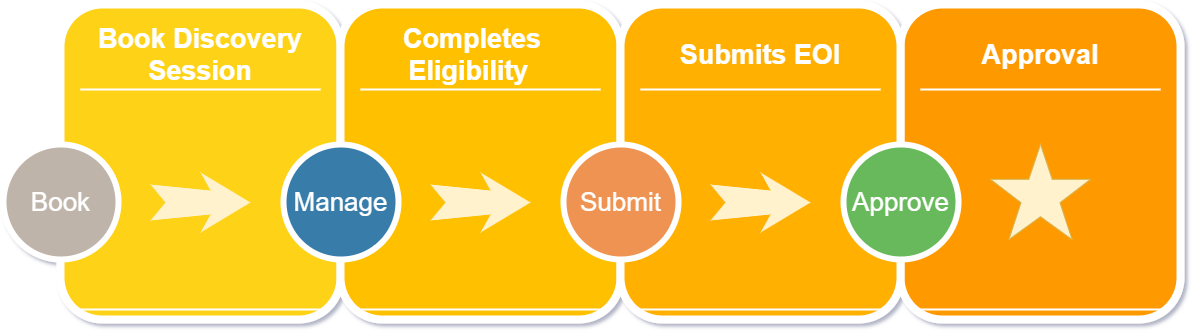 Book Discovery
Session
Completes
Eligibility
Submits EOI
Approval
Book
Manage
Submit
Approve